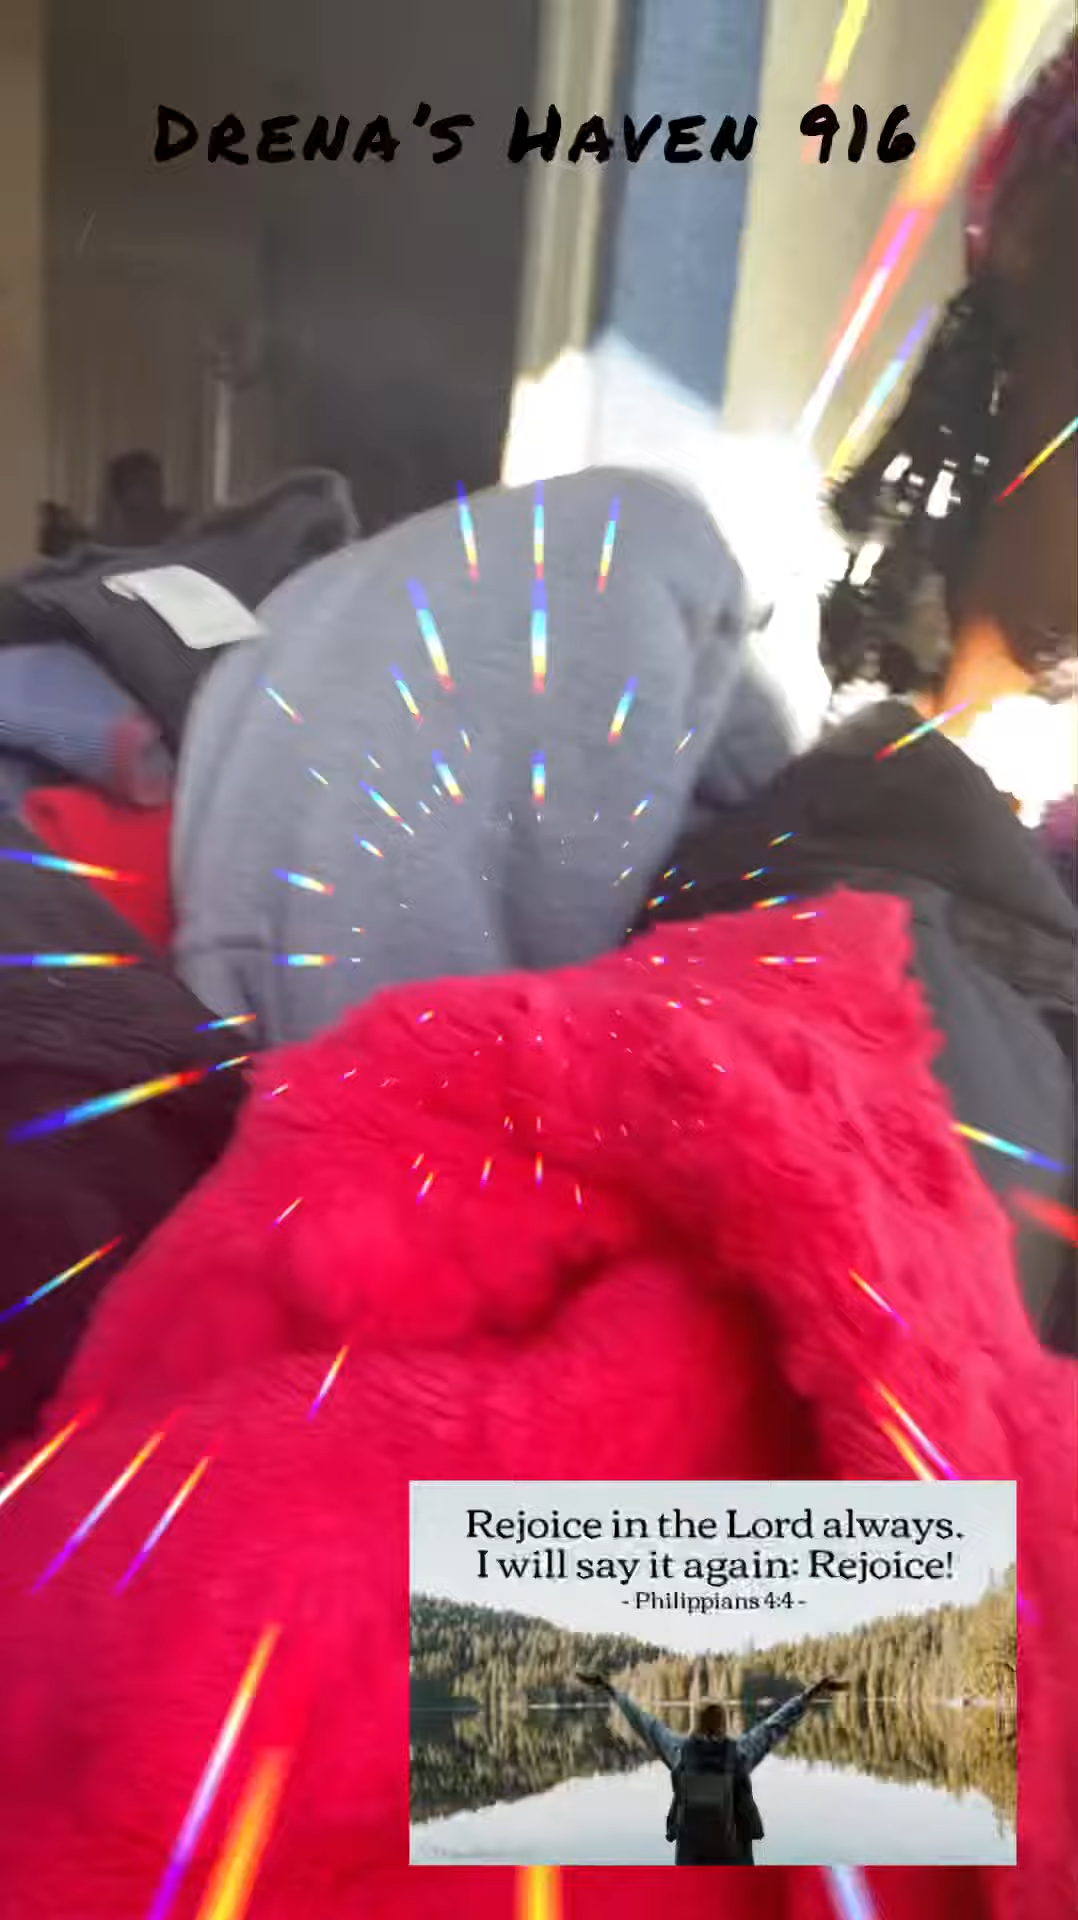 Drena's Haven 916
Rejoice in the Lord always.
I will say it again: Rejoice!
- Philippians 4:4 -